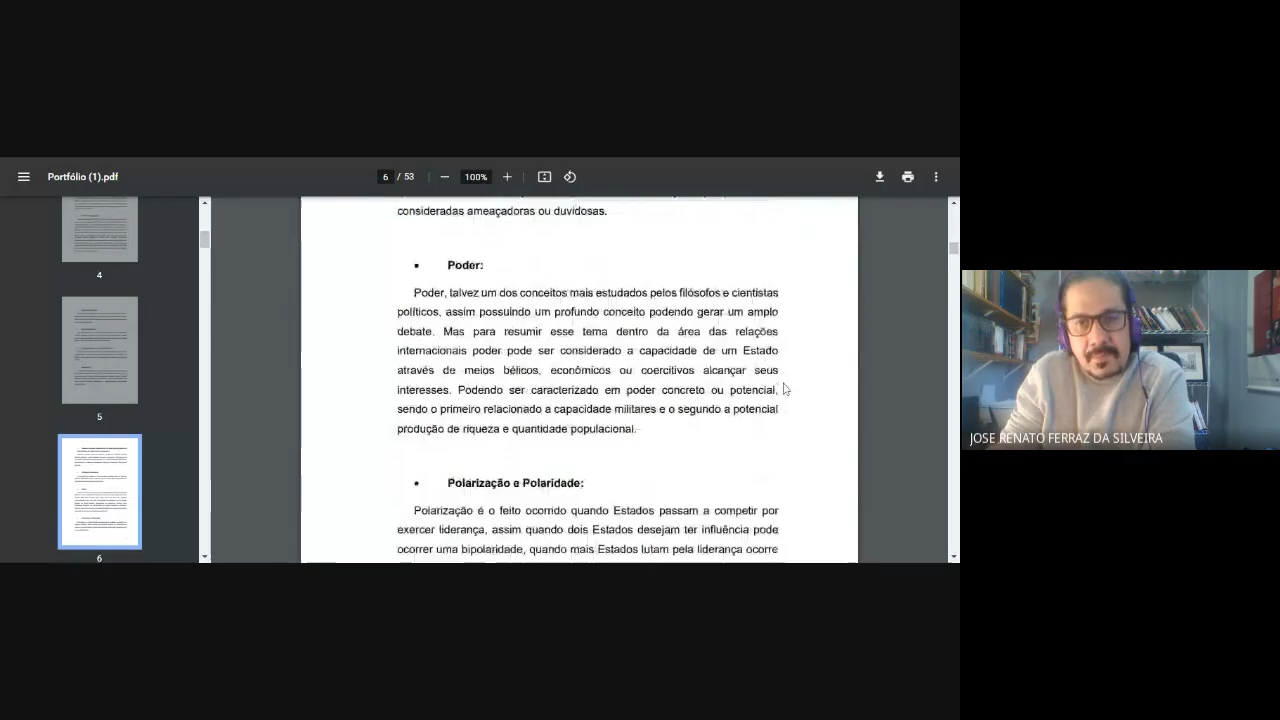 Portfólio (1).pdf
6 / 53
100%
4
5
6
consideradas ameaçadoras ou duvidosas.
• Poder:
Poder, talvez um dos conceitos mais estudados pelos filósofos e cientistas
políticos, assim possuindo um profundo conceito podendo gerar um amplo
debate. Mas para resumir esse tema dentro da área das relações
internacionais poder pode ser considerado a capacidade de um Estado
através de meios bélicos, econômicos ou coercitivos alcançar seus
interesses. Podendo ser caracterizado em poder concreto ou potencial,
sendo o primeiro relacionado a capacidade militares e o segundo a potencial
produção de riqueza e quantidade populacional.
• Polarização e Polaridade:
Polarização é o feito ocorrido quando Estados passam a competir por
exercer liderança, assim quando dois Estados desejam ter influência pode
ocorrer uma bipolaridade, quando mais Estados lutam pela liderança ocorre
JOSE RENATO FERRAZ DA SILVEIRA